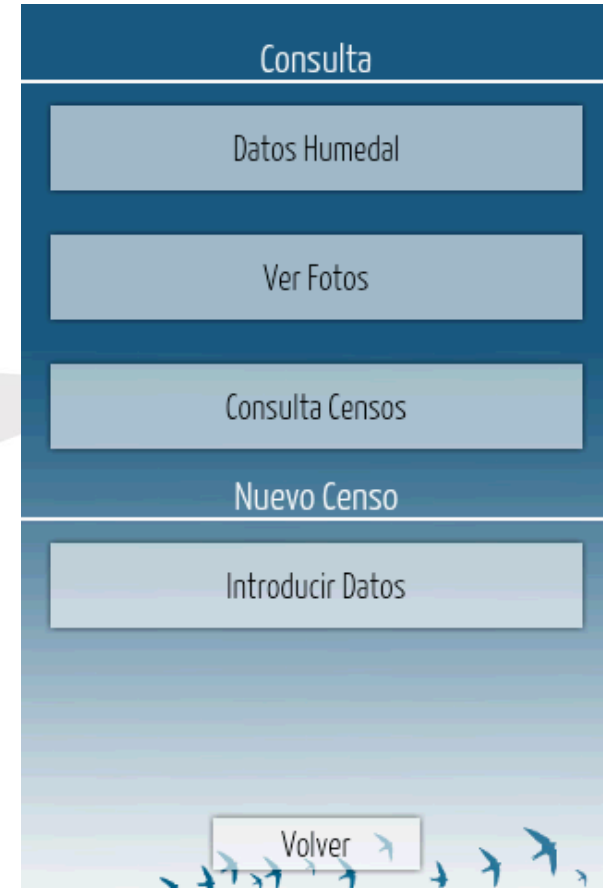 Consulta
Datos Humedal
Ver Fotos
Consulta Censos
Nuevo Censo
Introducir Datos
Volver